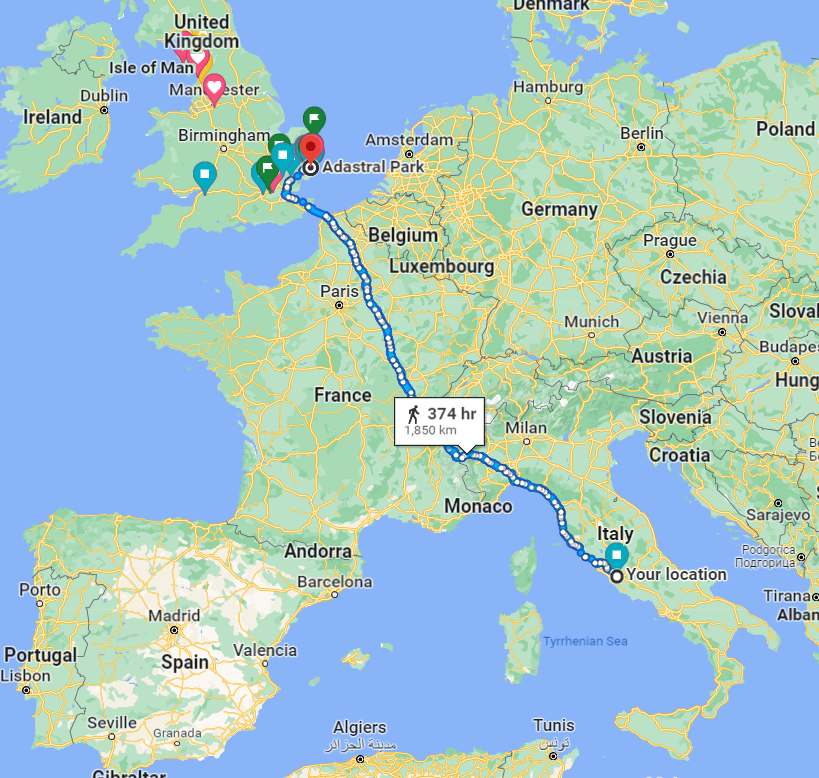 Denmark
United
Kingdom
Isle of Man
Manchester
Dublin
Ireland
Hamburg
Birmingham
Amsterdam
Berlin
Poland
Adastral Park
Germany
Belgium
Prague
Luxembourg
Czechia
Paris
Slovak
Munich
Vienna
Budapes
Austria
Hung
France
374 hr
1,850 km
Milan
Slovenia
Croatia
Monaco
Sarajevo
Italy
Andorra
Podgorica
Подгорица
Barcelona
Your location
Porto
Tirana
Alban
Madrid
Tyrrhenian Sea
Valencia
Portugal
Spain
Lisbon
Seville
Granada
Algiers
مدينة الجزائر
Tunis
تونس
Gibraltar